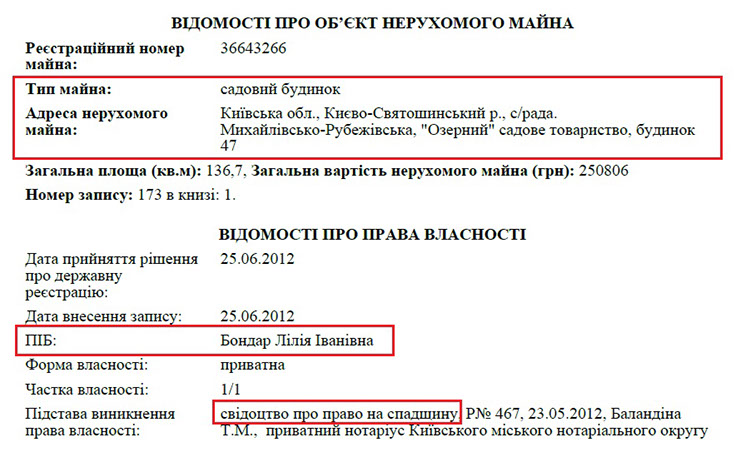 ВІДОМОСТІ ПРО ОБ’ЄКТ НЕРУХОМОГО МАЙНА
Реєстраційний номер майна: 36643266
Тип майна: садовий будинок
Адреса нерухомого майна: Київська обл., Києво-Святошинський р., с/рада.
Михайлівсько-Рубежівська, "Озерний" садове товариство, будинок
47
Загальна площа (кв.м): 136,7, Загальна вартість нерухомого майна (грн): 250806
Номер запису: 173 в книзі: 1.
ВІДОМОСТІ ПРО ПРАВА ВЛАСНОСТІ
Дата прийняття рішення про державну реєстрацію: 25.06.2012
Дата внесення запису: 25.06.2012
ПІБ: Бондар Лілія Іванівна
Форма власності: приватна
Частка власності: 1/1
Підстава виникнення права власності: свідоцтво про право на спадщину, Р№ 467, 23.05.2012, Баландіна
Т.М., приватний нотаріус Київського міського нотаріального округу